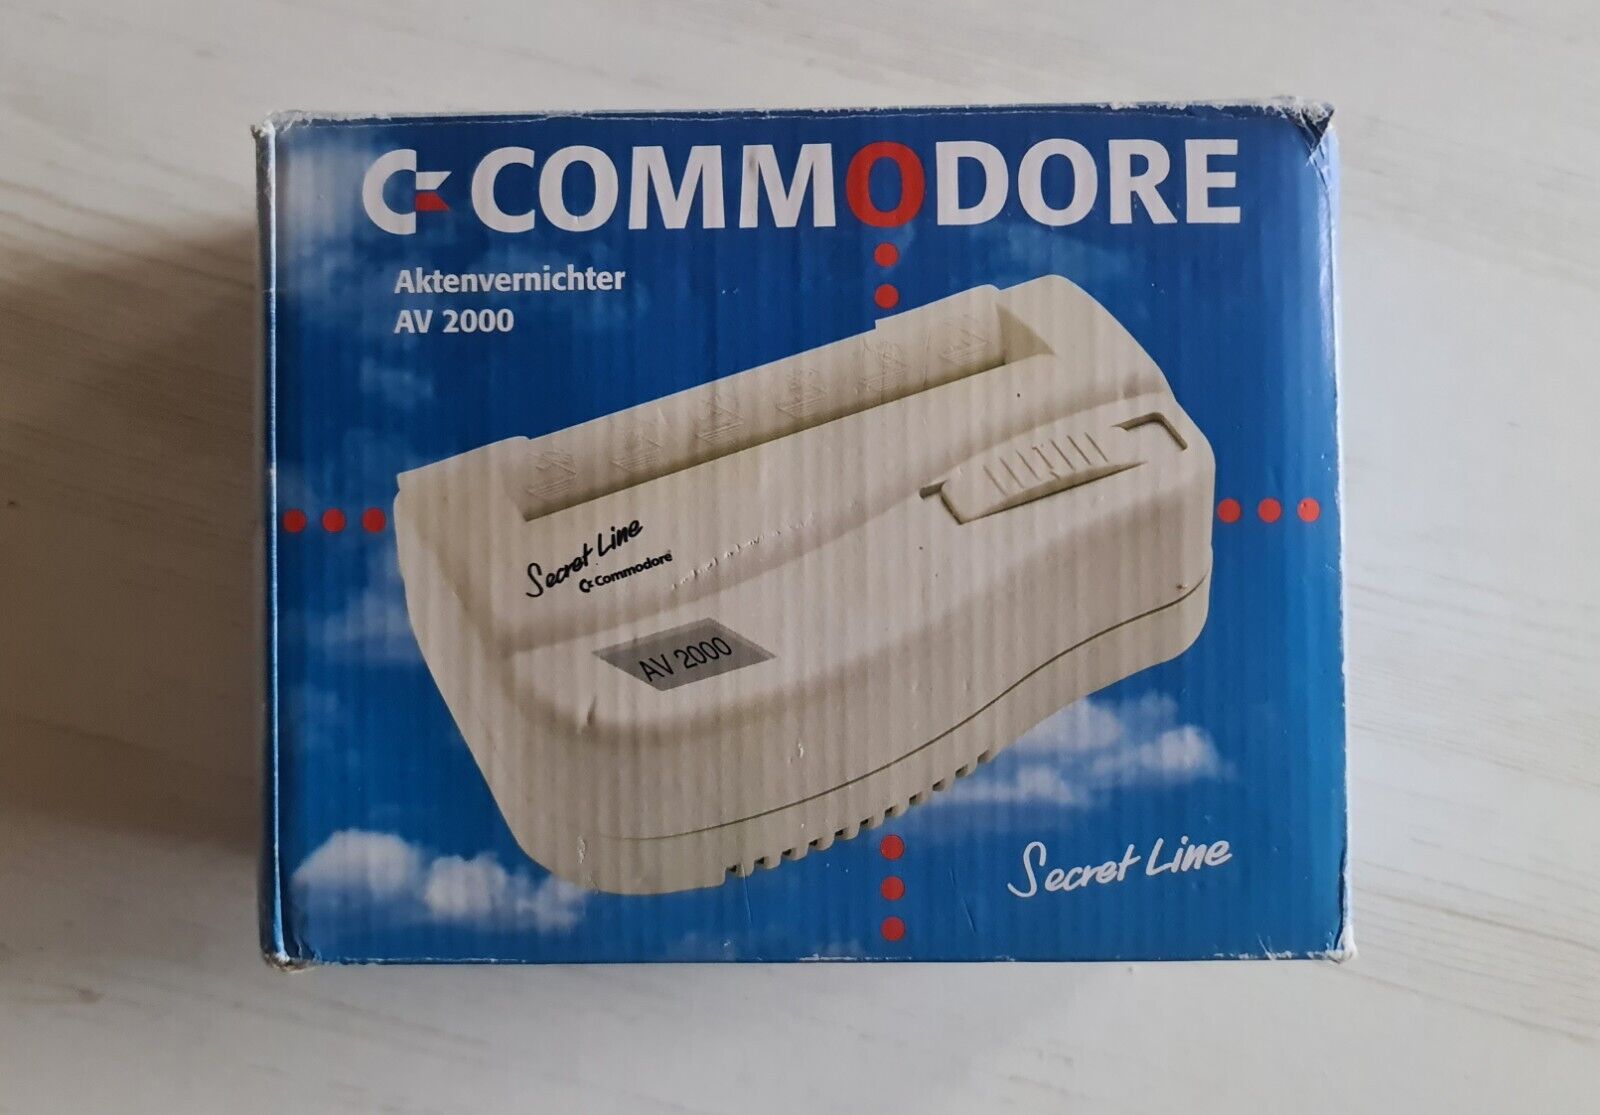 COMMODORE
Aktenvernichter
AV 2000
Secret Line
Commodore
AV 2000
Secret Line